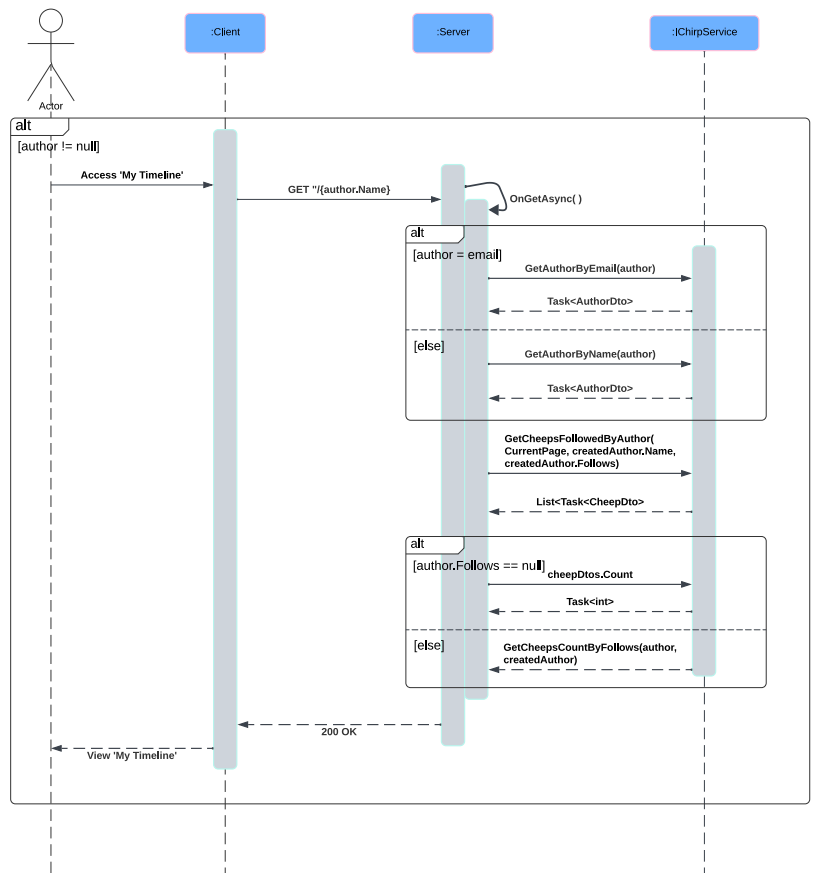 :Client
:Server
:IChirpService
Actor
alt
[author != null]
Access 'My Timeline'
GET "/{author.Name}
OnGetAsync( )
alt
[author = email]
GetAuthorByEmail(author)
Task<AuthorDto>
[else]
GetAuthorByName(author)
Task<AuthorDto>
GetCheepsFollowedByAuthor(
CurrentPage, createdAuthor.Name,
createdAuthor.Follows)
List<Task<CheepDto>
alt
[author.Follows == null]
cheepDtos.Count
Task<int>
[else]
GetCheepsCountByFollows(author,
createdAuthor)
200 OK
View 'My Timeline'